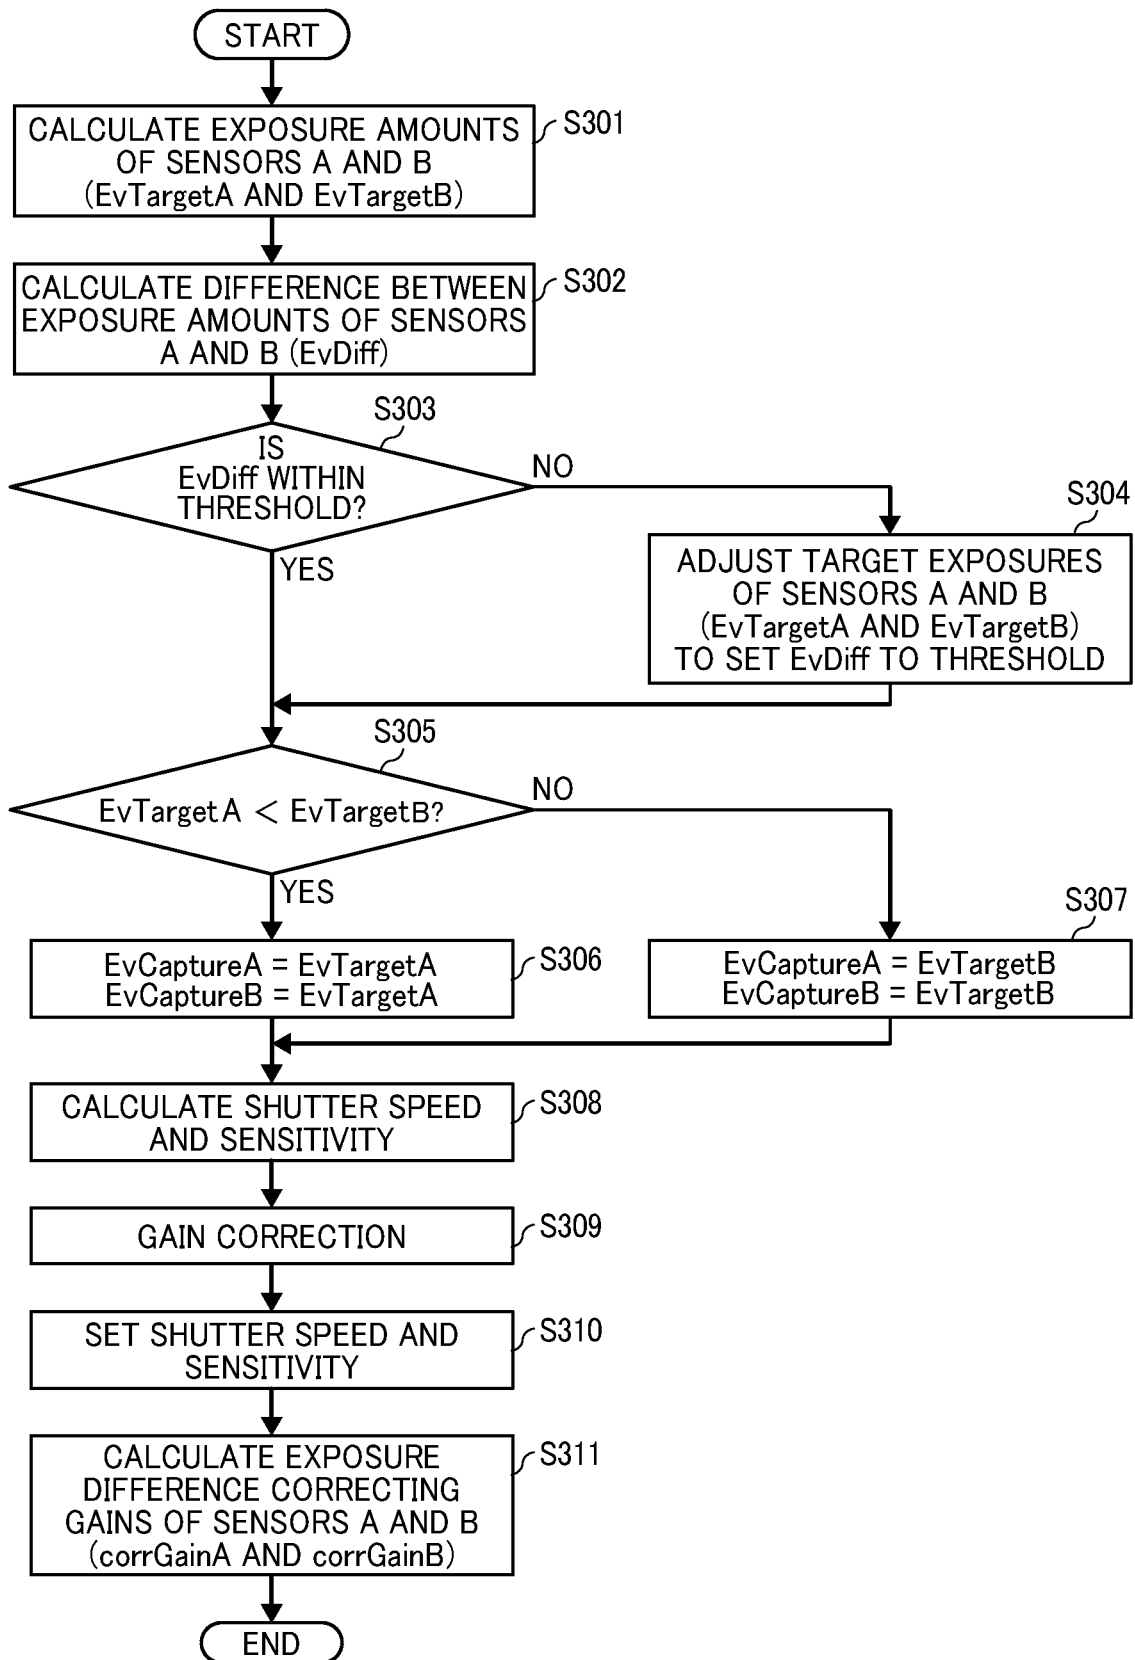 START
CALCULATE EXPOSURE AMOUNTS
OF SENSORS A AND B
(EvTargetA AND EvTargetB)
S301
CALCULATE DIFFERENCE BETWEEN
EXPOSURE AMOUNTS OF SENSORS
A AND B (EvDiff)
S302
S303
IS
EvDiff WITHIN
THRESHOLD?
NO
YES
S304
ADJUST TARGET EXPOSURES
OF SENSORS A AND B
(EvTargetA AND EvTargetB)
TO SET EvDiff TO THRESHOLD
S305
EvTargetA < EvTargetB?
NO
YES
EvCaptureA = EvTargetA
EvCaptureB = EvTargetA
S306
S307
EvCaptureA = EvTargetB
EvCaptureB = EvTargetB
CALCULATE SHUTTER SPEED
AND SENSITIVITY
S308
GAIN CORRECTION
S309
SET SHUTTER SPEED AND
SENSITIVITY
S310
CALCULATE EXPOSURE
DIFFERENCE CORRECTING
GAINS OF SENSORS A AND B
(corrGainA AND corrGainB)
S311
END